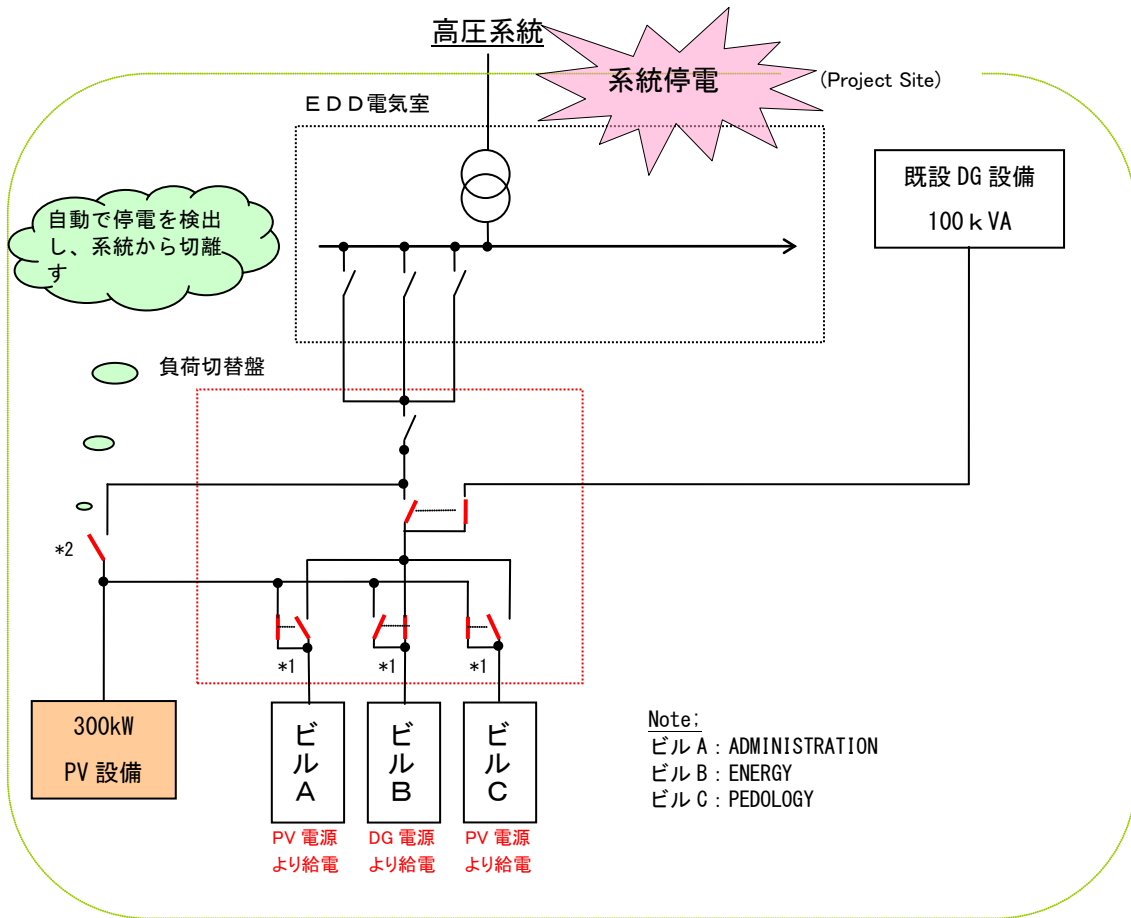 高圧系統
系統停電
(Project Site)
ＥＤＤ電気室
既設 DG 設備
100ｋVA
自動で停電を検出
し、系統から切離
す
負荷切替盤
*2
*1
*1
*1
300kW
PV 設備
ビルＡ
ビルＢ
ビルＣ
PV 電源
より給電
DG 電源
より給電
PV 電源
より給電
Note;
ビル A : ADMINISTRATION
ビル B : ENERGY
ビル C : PEDOLOGY